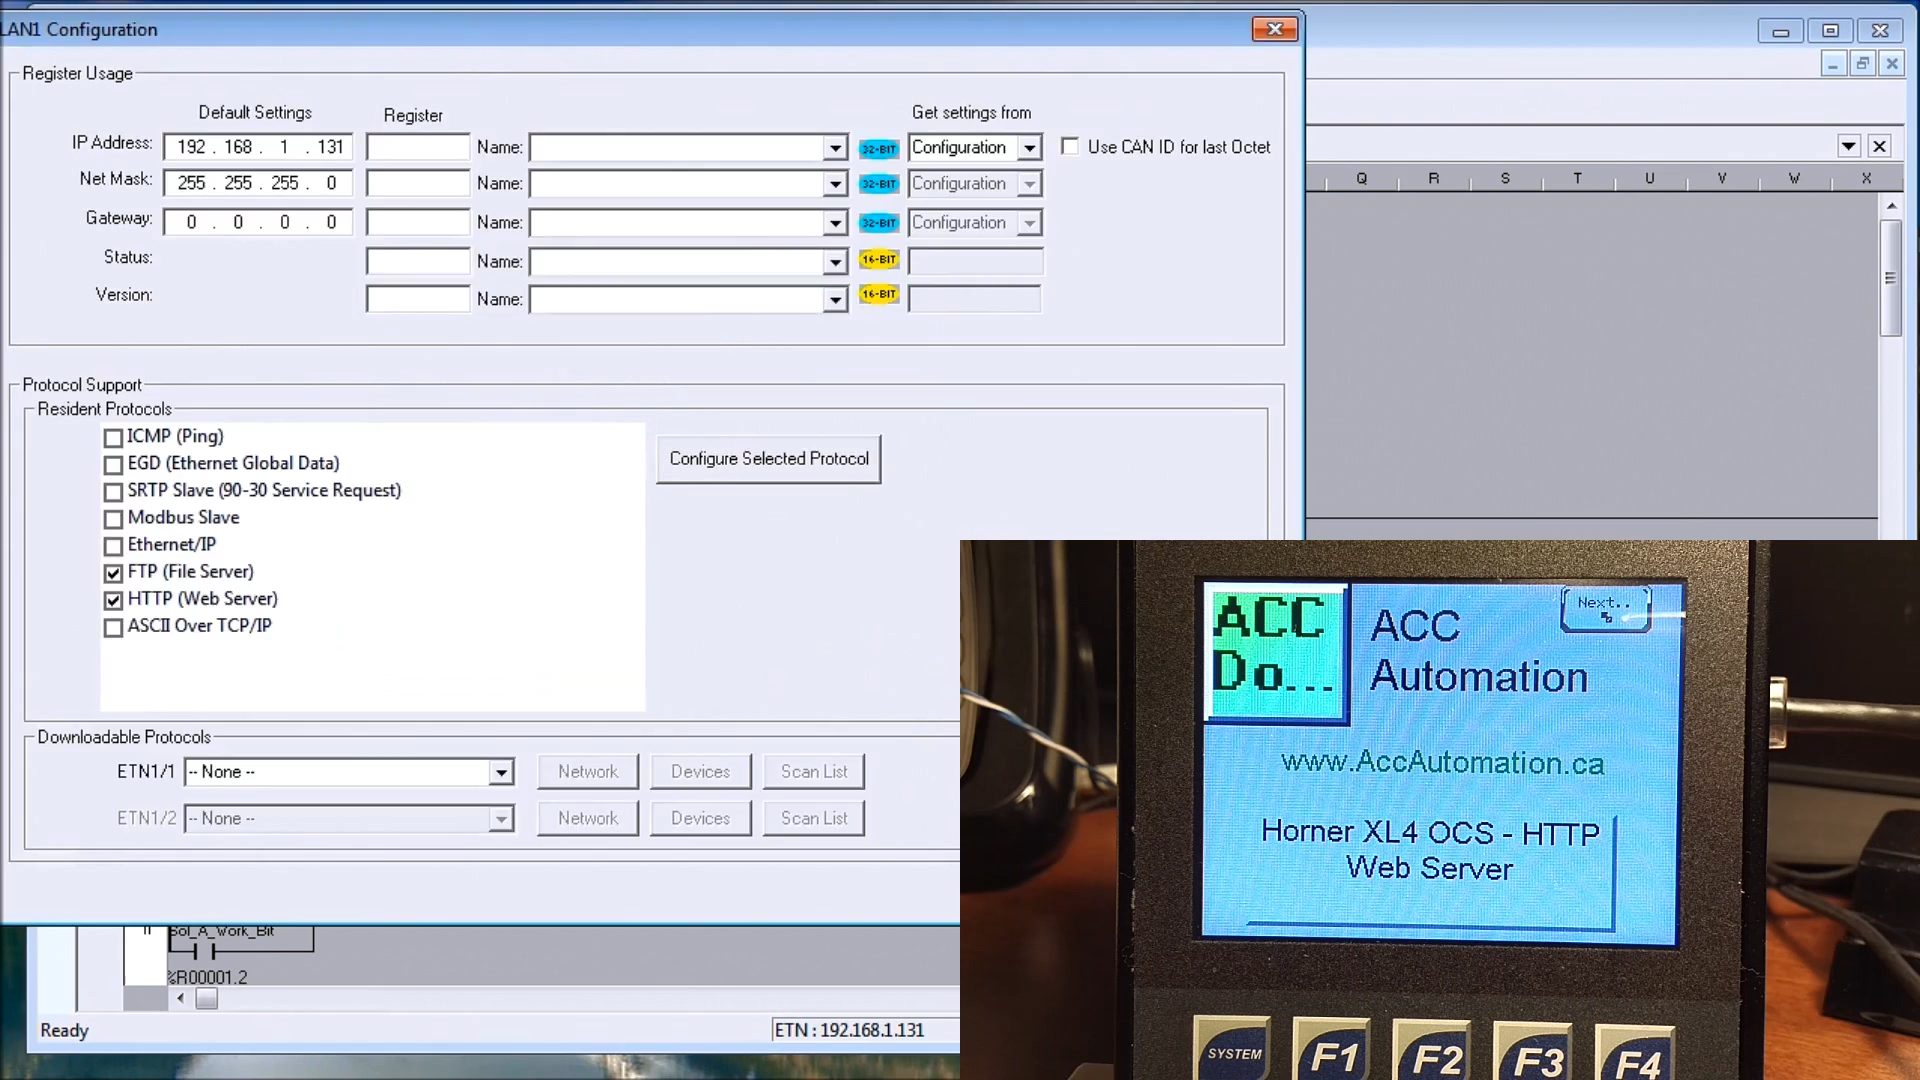 LAN1 Configuration
Register Usage
Default Settings Register Get settings from
IP Address: 192 . 168 . 1 . 131 Name: 32-BIT Configuration Use CAN ID for last Octet
Net Mask: 255 . 255 . 255 . 0 Name: 32-BIT Configuration
Gateway: 0 . 0 . 0 . 0 Name: 32-BIT Configuration
Status: Name: 16-BIT
Version: Name: 16-BIT
Q R S T U V W X
Protocol Support
Resident Protocols
ICMP (Ping)
EGD (Ethernet Global Data)
SRTP Slave (90-30 Service Request)
Modbus Slave
Ethernet/IP
FTP (File Server)
HTTP (Web Server)
ASCII Over TCP/IP
Configure Selected Protocol
Downloadable Protocols
ETN1/1 -- None -- Network Devices Scan List
ETN1/2 -- None -- Network Devices Scan List
Sol_A_Work_Bit
%R00001.2
Ready ETN : 192.168.1.131
ACC
Do...
ACC
Automation
Next..
www.AccAutomation.ca
Horner XL4 OCS - HTTP
Web Server
SYSTEM F1 F2 F3 F4